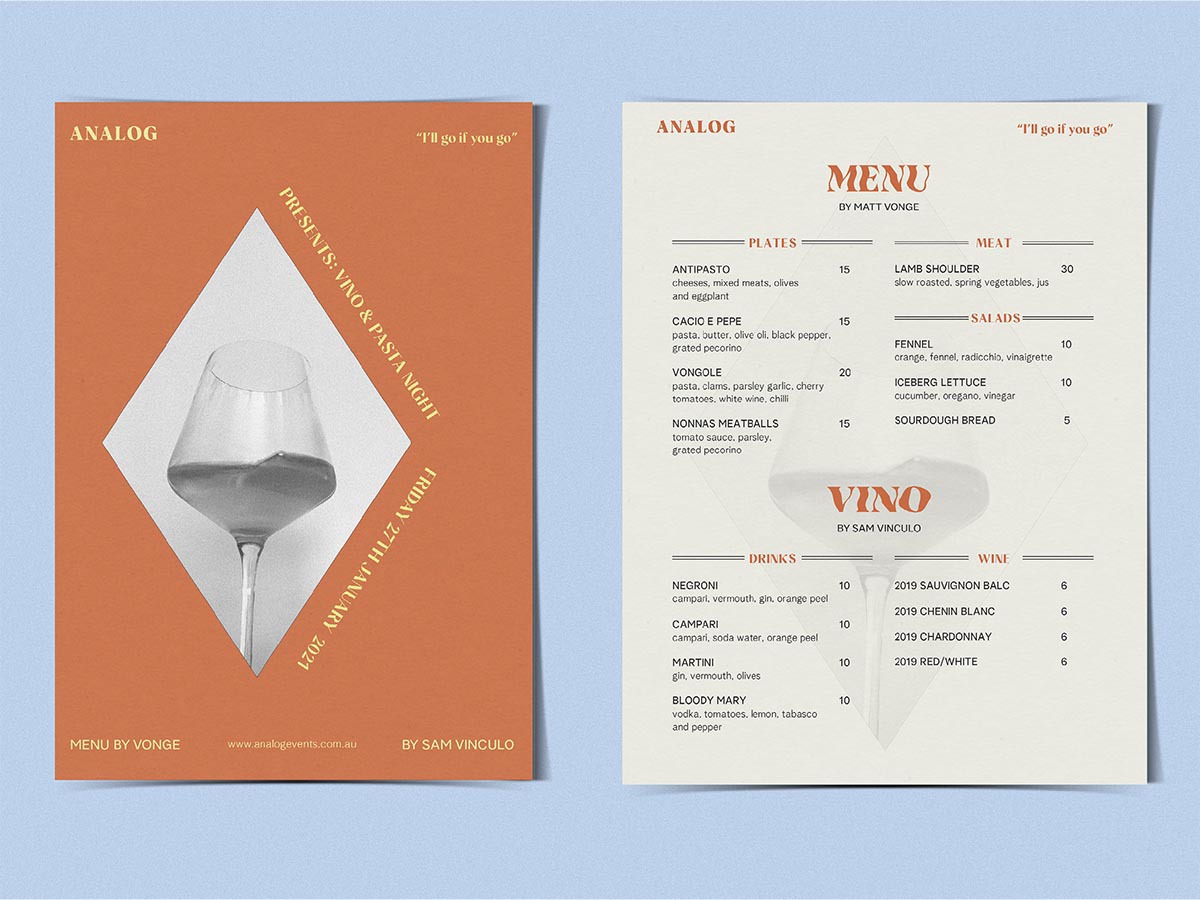 ANALOG
“I’ll go if you go”
PRESENTS: VINO & PASTA NIGHT
FRIDAY 27TH JANUARY 2021
MENU BY VONGE
www.analogevents.com.au
BY SAM VINCULO
ANALOG
“I’ll go if you go”
MENU
BY MATT VONGE
PLATES
ANTIPASTO 15
cheeses, mixed meats, olives
and eggplant
CACIO E PEPE 15
pasta, butter, olive oli, black pepper,
grated pecorino
VONGOLE 20
pasta, clams, parsley garlic, cherry
tomatoes, white wine, chilli
NONNAS MEATBALLS 15
tomato sauce, parsley,
grated pecorino
MEAT
LAMB SHOULDER 30
slow roasted, spring vegetables, jus
SALADS
FENNEL 10
orange, fennel, radicchio, vinaigrette
ICEBERG LETTUCE 10
cucumber, oregano, vinegar
SOURDOUGH BREAD 5
VINO
BY SAM VINCULO
DRINKS
NEGRONI 10
campari, vermouth, gin, orange peel
CAMPARI 10
campari, soda water, orange peel
MARTINI 10
gin, vermouth, olives
BLOODY MARY 10
vodka, tomatoes, lemon, tabasco
and pepper
WINE
2019 SAUVIGNON BALC 6
2019 CHENIN BLANC 6
2019 CHARDONNAY 6
2019 RED/WHITE 6